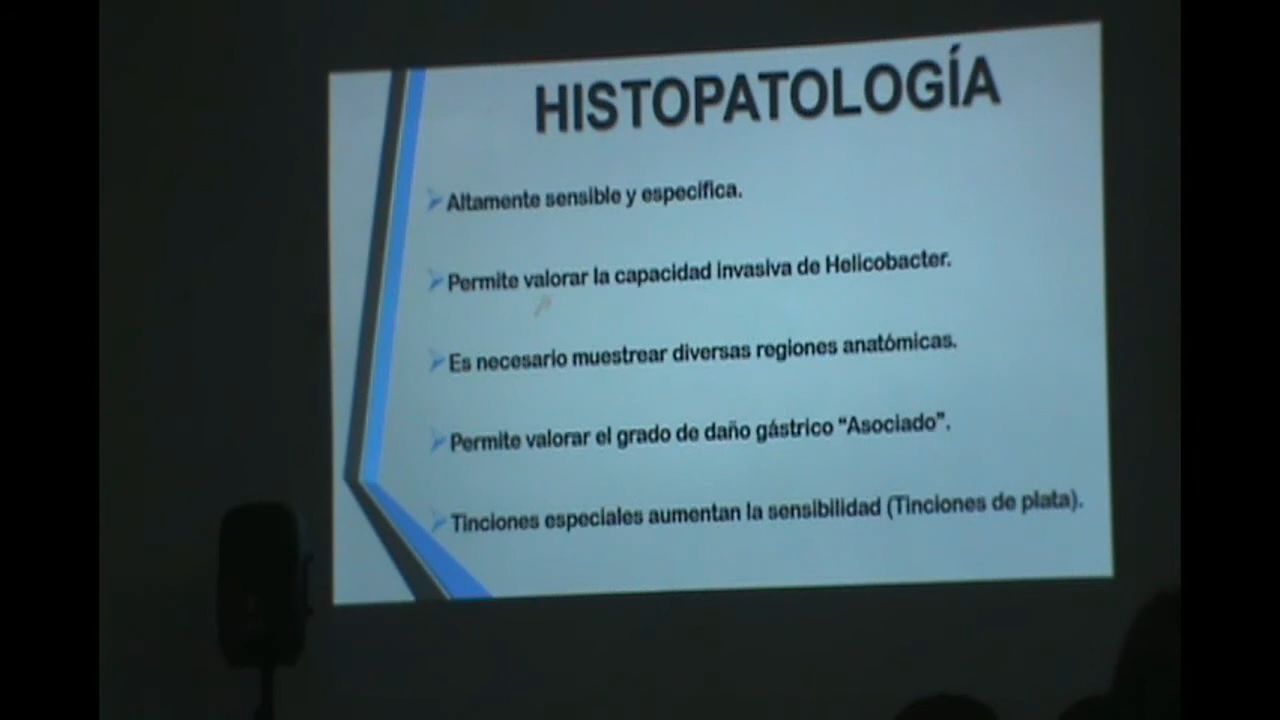 HISTOPATOLOGÍA
Altamente sensible y específica.
Permite valorar la capacidad invasiva de Helicobacter.
Es necesario muestrear diversas regiones anatómicas.
Permite valorar el grado de daño gástrico “Asociado”.
Tinciones especiales aumentan la sensibilidad (Tinciones de plata).